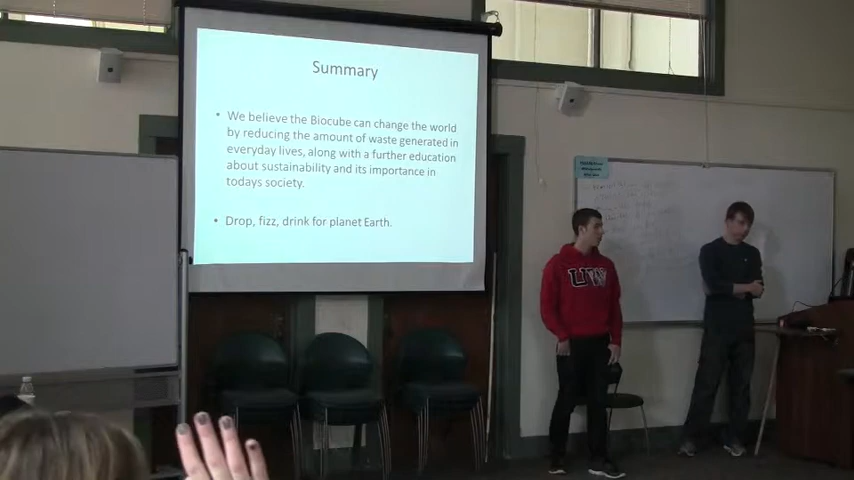 Summary
• We believe the Biocube can change the world
by reducing the amount of waste generated in
everyday lives, along with a further education
about sustainability and its importance in
todays society.
• Drop, fizz, drink for planet Earth.
UW